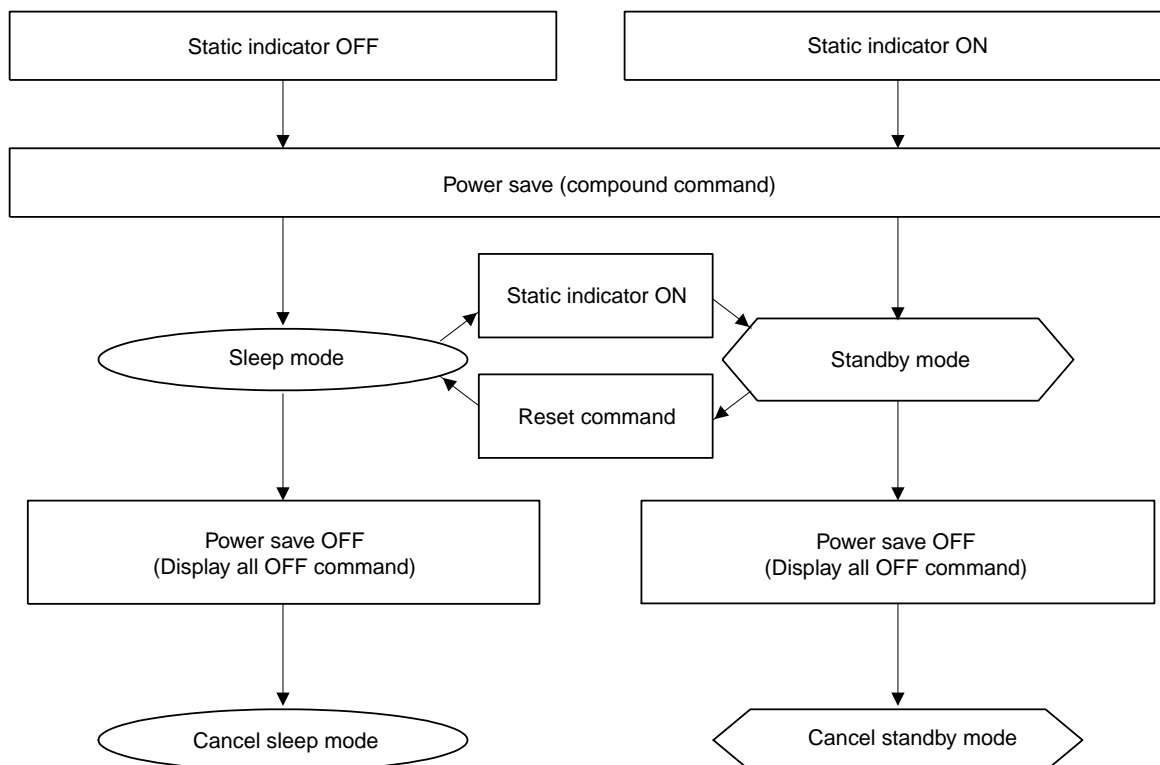 Static indicator OFF
Static indicator ON
Power save (compound command)
Static indicator ON
Sleep mode
Standby mode
Reset command
Power save OFF
(Display all OFF command)
Power save OFF
(Display all OFF command)
Cancel sleep mode
Cancel standby mode